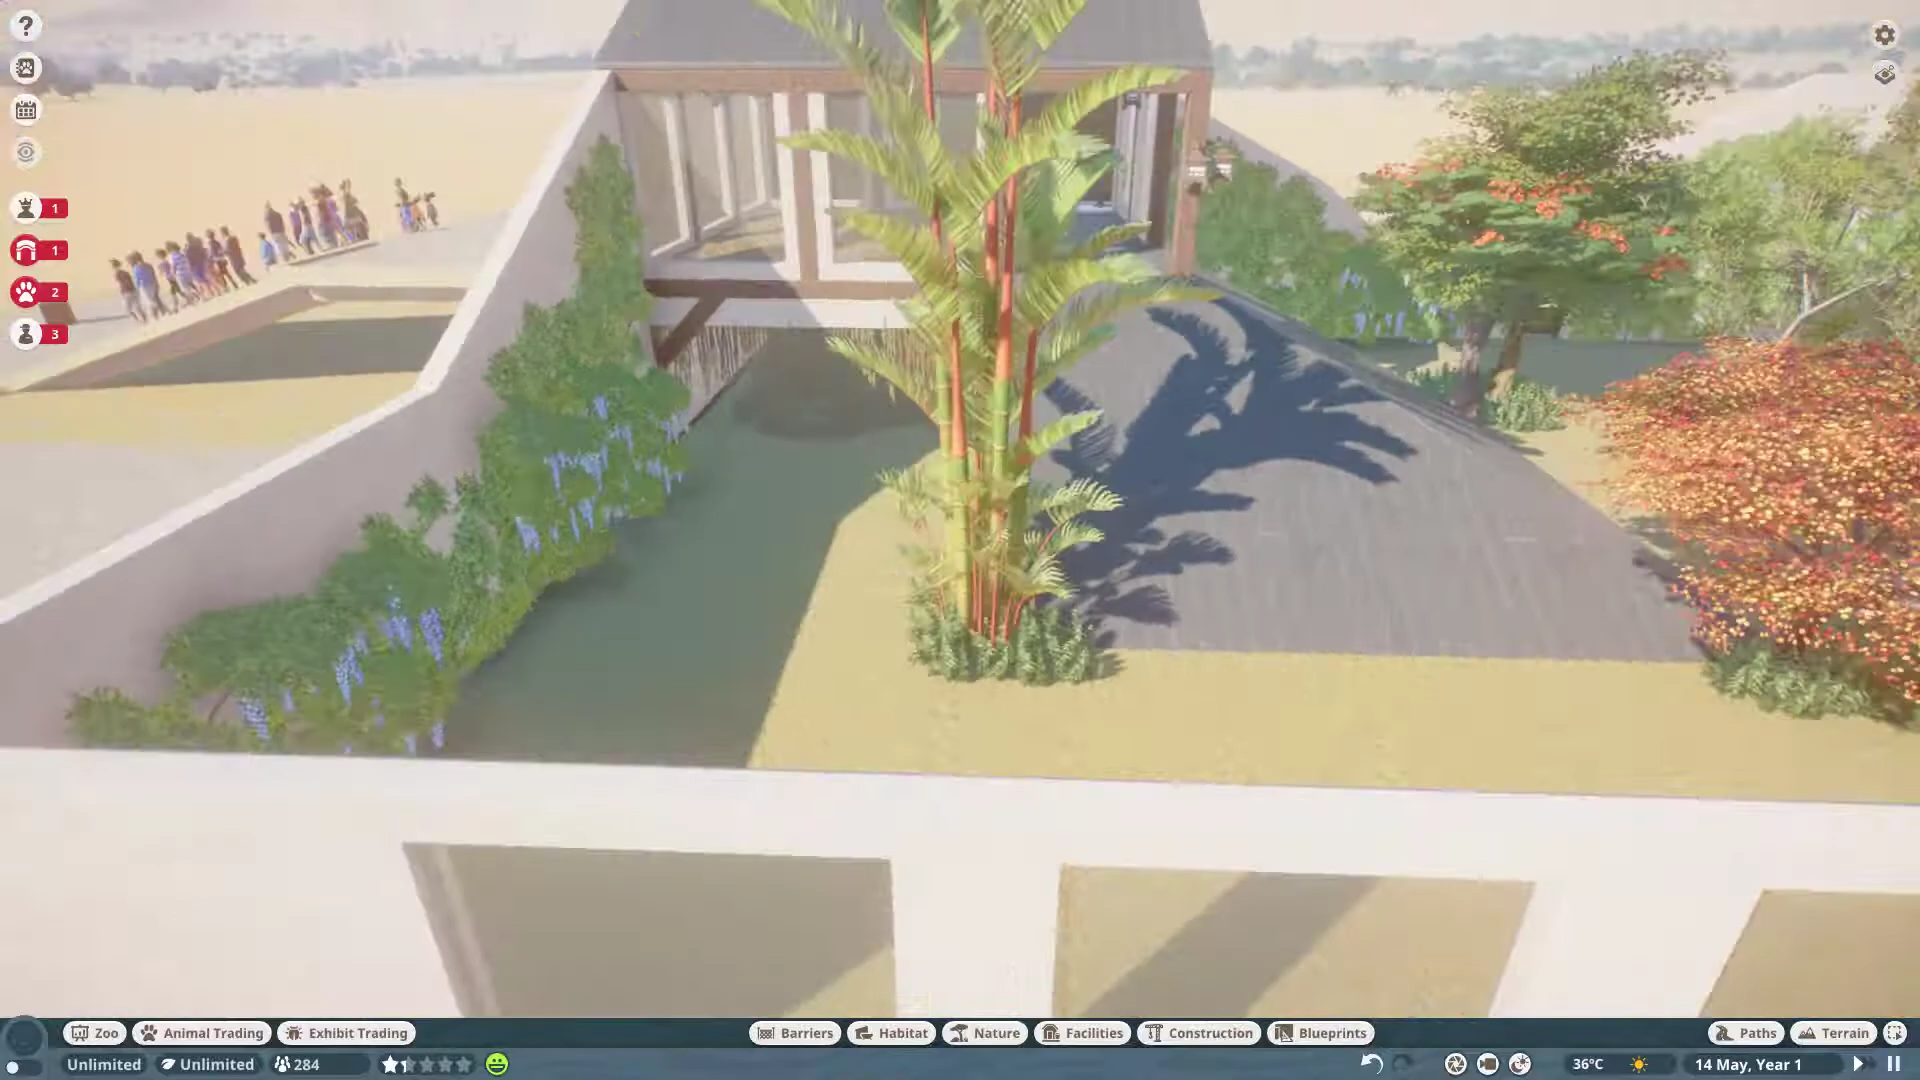 ?
1
1
2
3
Zoo Animal Trading Exhibit Trading Barriers Habitat Nature Facilities Construction Blueprints Paths Terrain
Unlimited Unlimited 284 36°C 14 May, Year 1